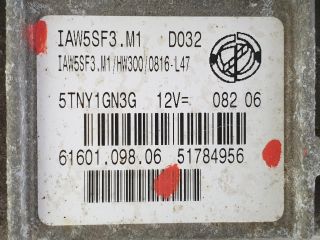 IAW5SF3.M1 D032
IAW5SF3.M1/HW300/0816-L47
5TNY1GN3G 12V= 082 06
61601.098.06 51784956